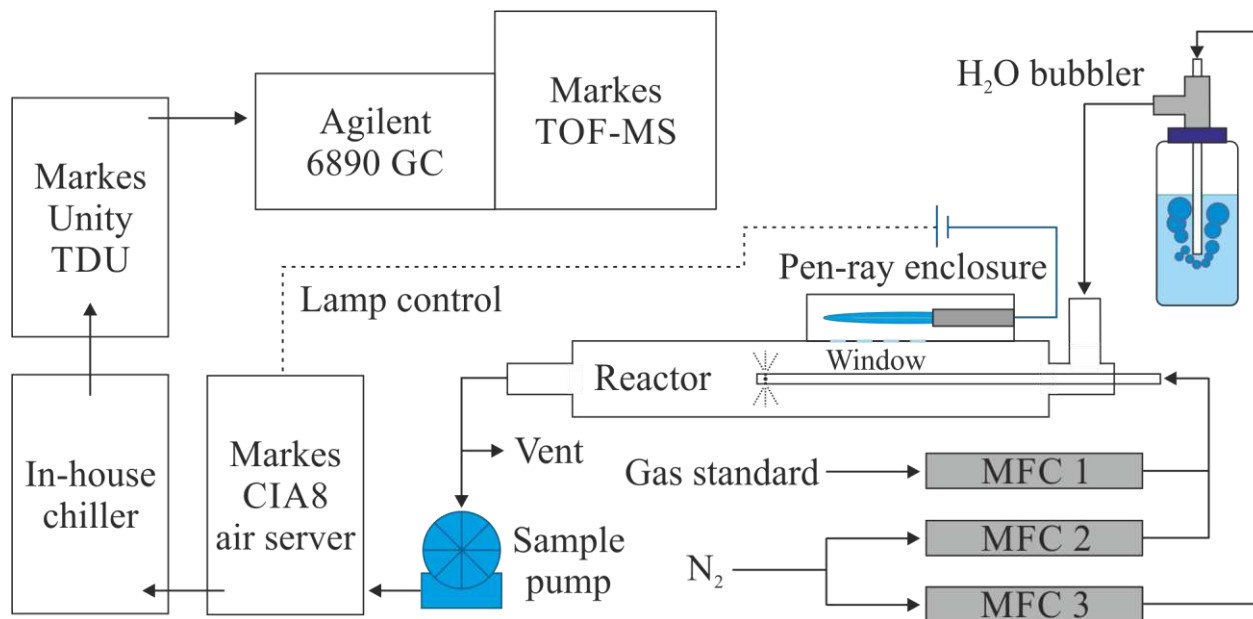 Markes
Unity
TDU
Agilent
6890 GC
Markes
TOF-MS
H₂O bubbler
Pen-ray enclosure
Lamp control
Window
Reactor
In-house
chiller
Markes
CIA8
air server
Vent
Sample
pump
Gas standard
MFC 1
MFC 2
N₂
MFC 3